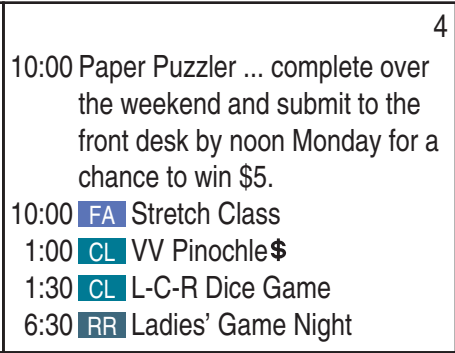 4
10:00 Paper Puzzler ... complete over
the weekend and submit to the
front desk by noon Monday for a
chance to win $5.
10:00 FA Stretch Class
1:00 CL VV Pinochle $
1:30 CL L-C-R Dice Game
6:30 RR Ladies' Game Night